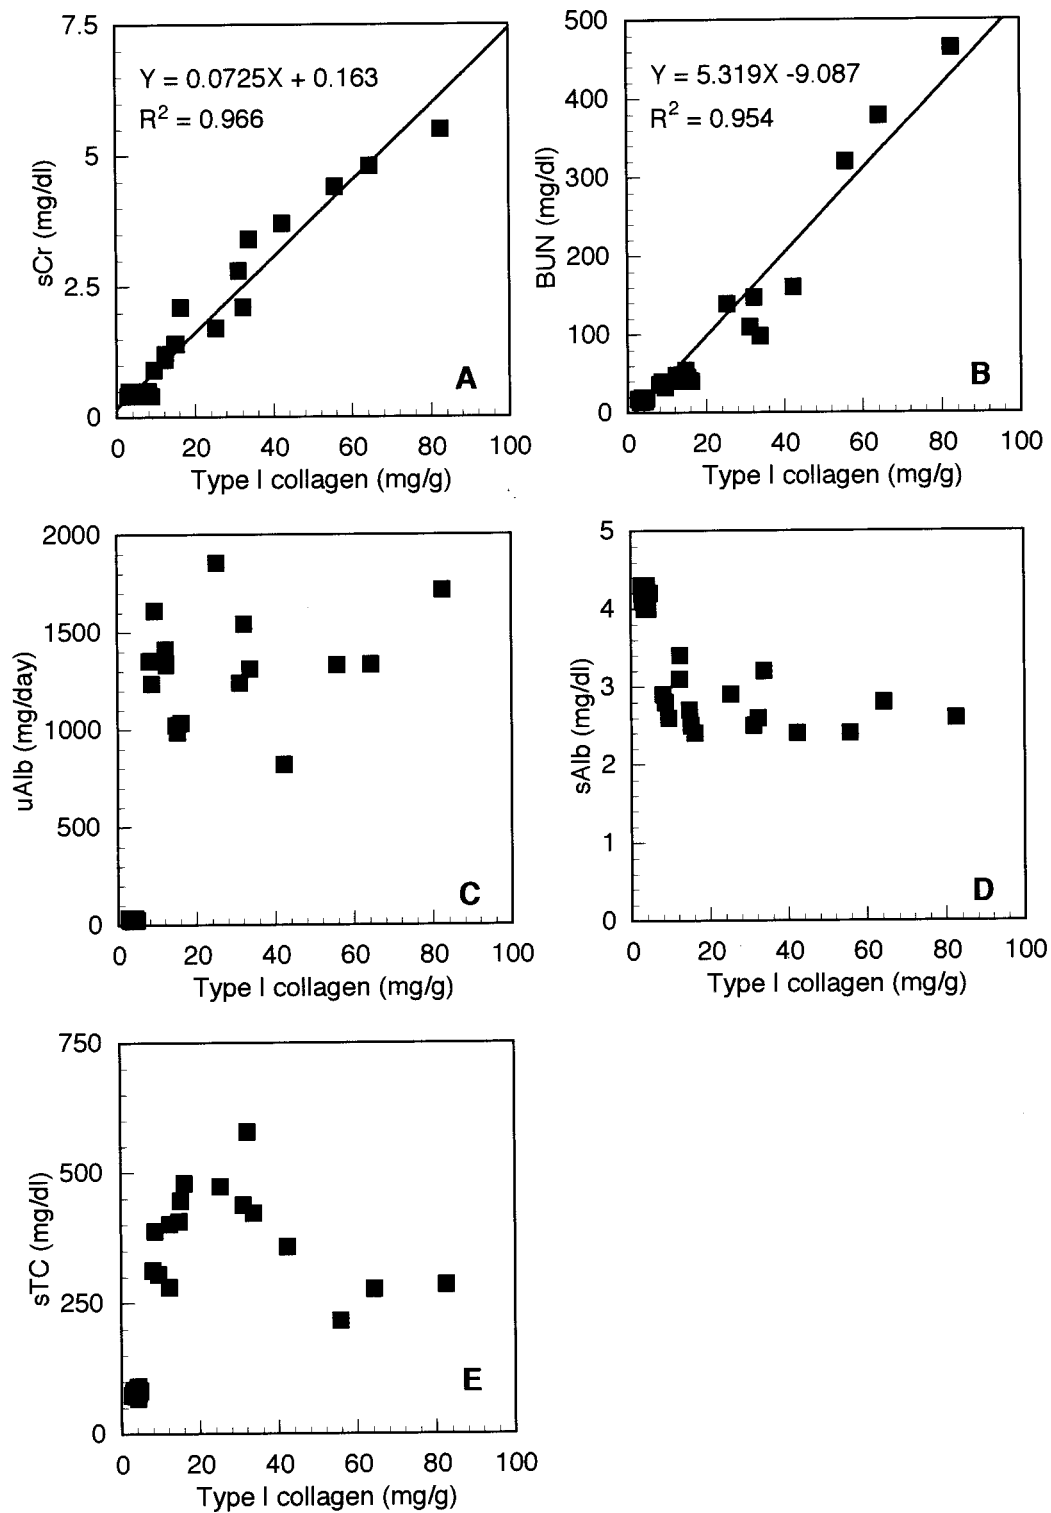 7.5
5
2.5
0
sCr (mg/dl)
Y = 0.0725X + 0.163
R2 = 0.966
A
0 20 40 60 80 100
Type I collagen (mg/g)
500
400
300
200
100
0
BUN (mg/dl)
Y = 5.319X -9.087
R2 = 0.954
B
0 20 40 60 80 100
Type I collagen (mg/g)
2000
1500
1000
500
0
uAlb (mg/day)
C
0 20 40 60 80 100
Type I collagen (mg/g)
5
4
3
2
1
0
sAlb (mg/dl)
D
0 20 40 60 80 100
Type I collagen (mg/g)
750
500
250
0
sTC (mg/dl)
E
0 20 40 60 80 100
Type I collagen (mg/g)